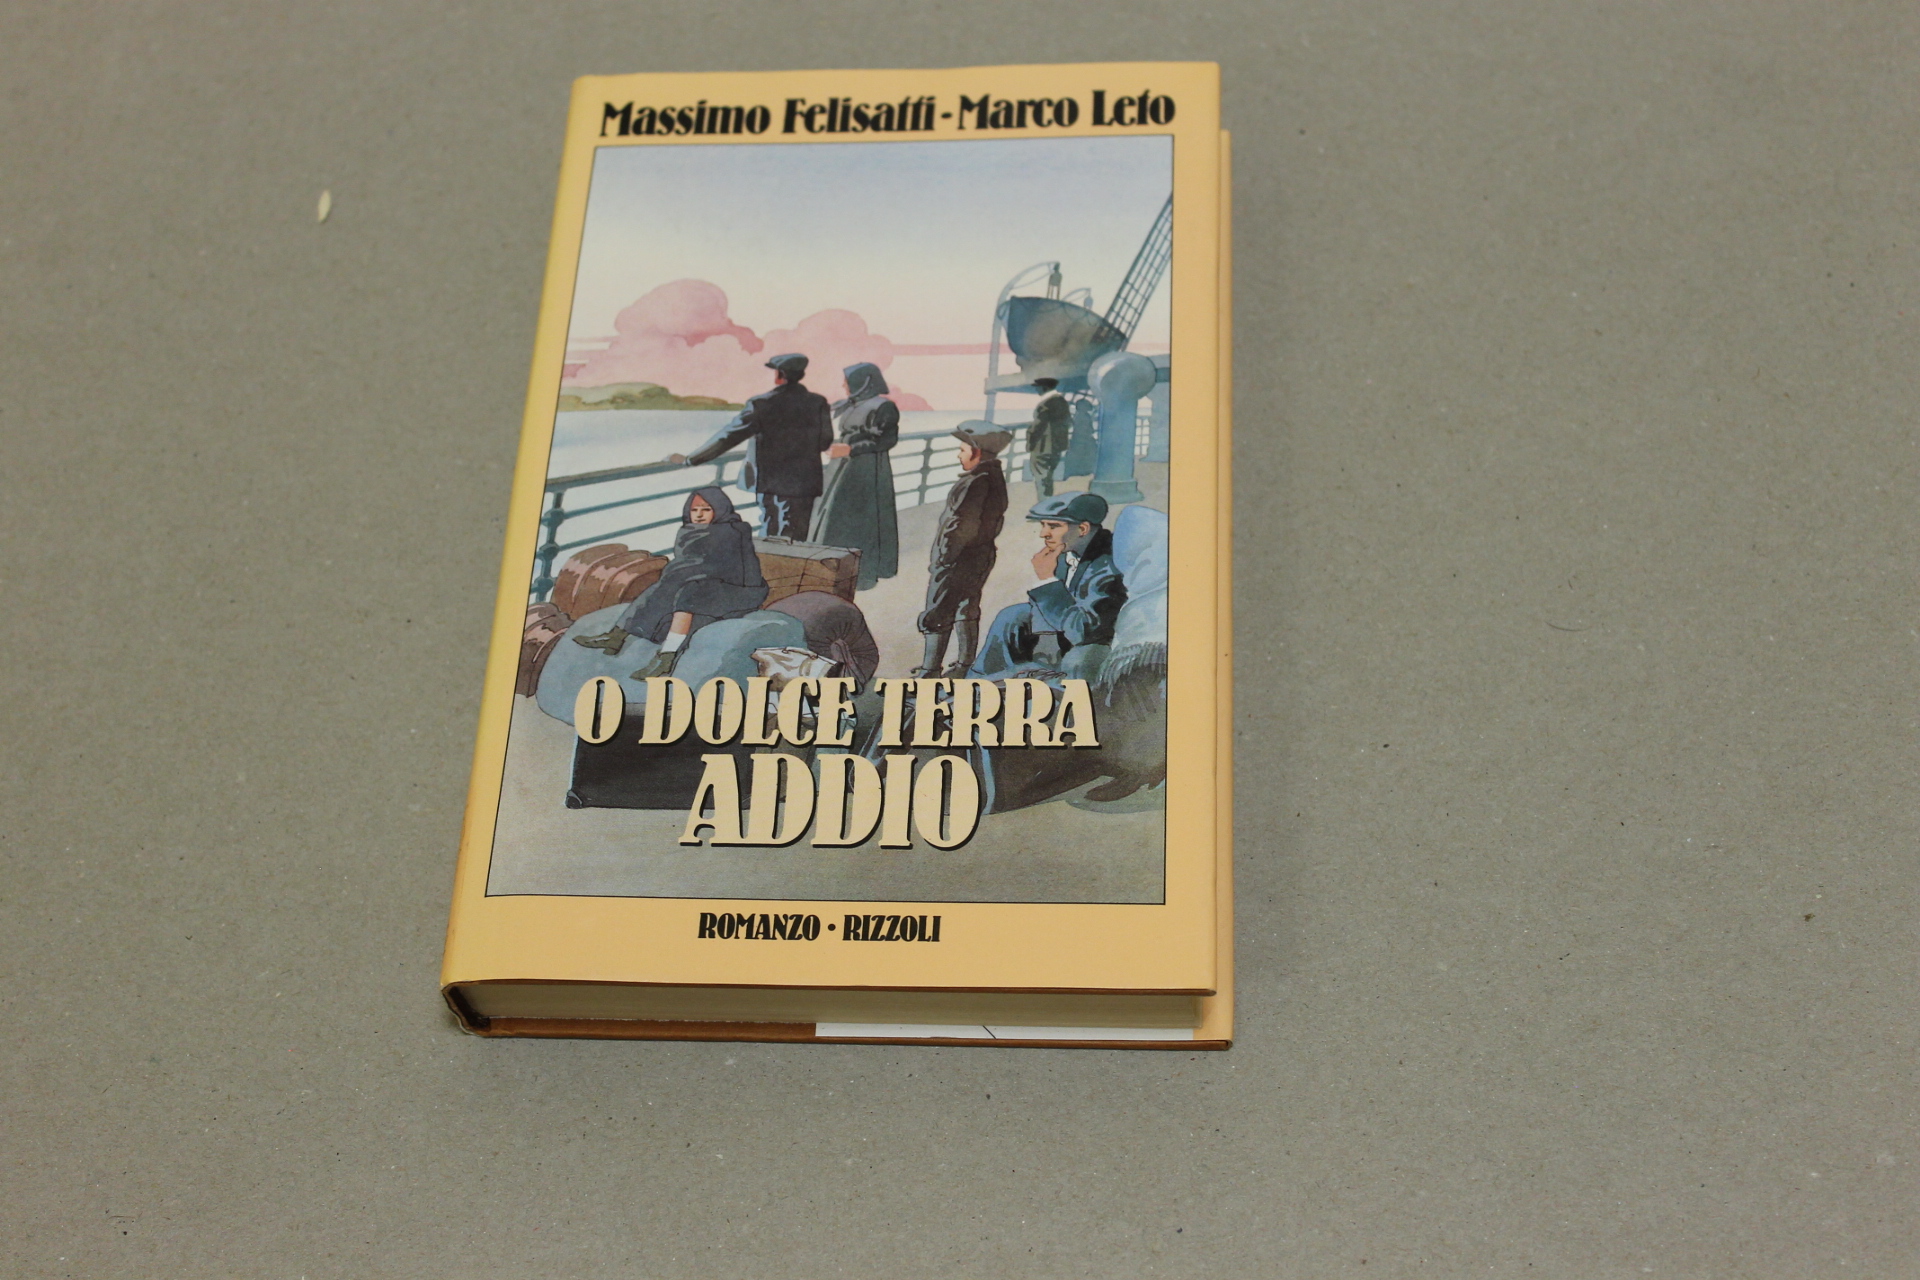 Massimo Felisatti - Marco Leto
O DOLCE TERRA
ADDIO
ROMANZO • RIZZOLI